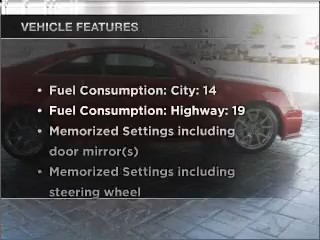 VEHICLE FEATURES
• Fuel Consumption: City: 14
• Fuel Consumption: Highway: 19
• Memorized Settings including
door mirror(s)
• Memorized Settings including
steering wheel